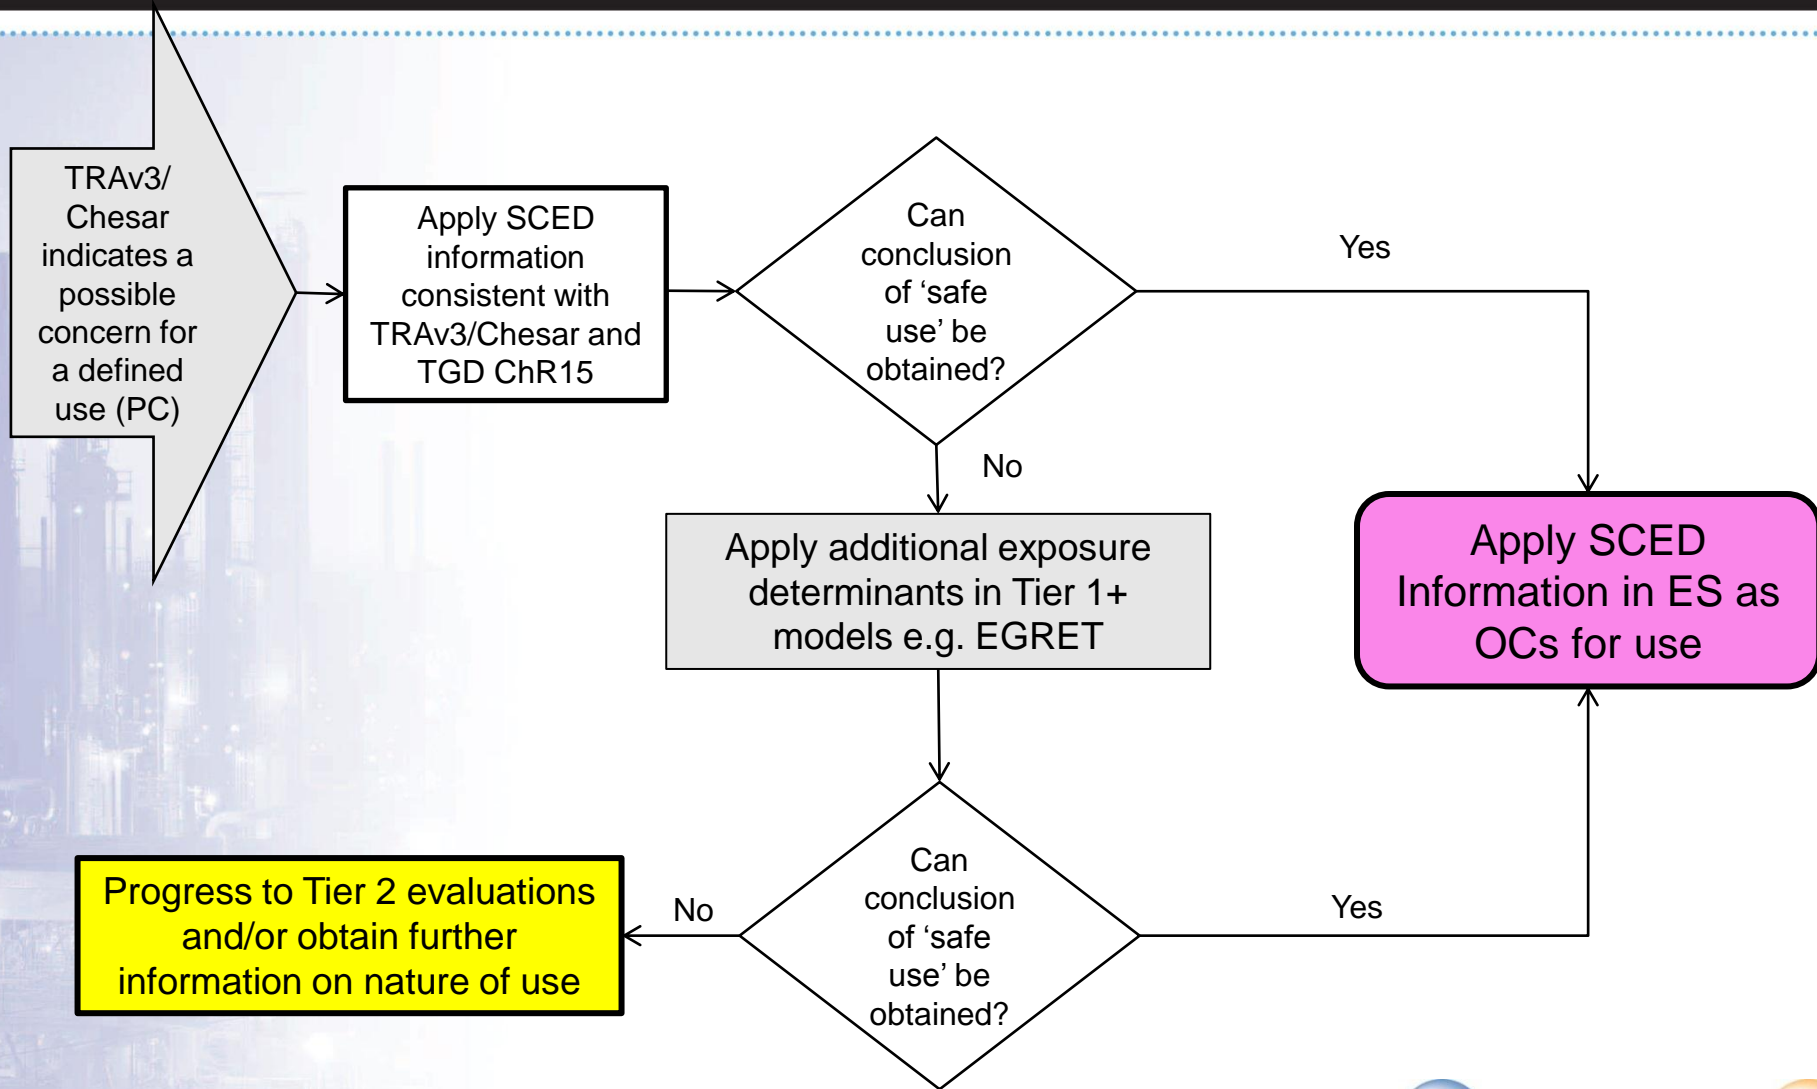 TRAv3/
Chesar
indicates a
possible
concern for
a defined
use (PC)
Apply SCED
information
consistent with
TRAv3/Chesar and
TGD ChR15
Can
conclusion
of ‘safe
use’ be
obtained?
Yes
No
Apply additional exposure
determinants in Tier 1+
models e.g. EGRET
Apply SCED
Information in ES as
OCs for use
Can
conclusion
of ‘safe
use’ be
obtained?
Yes
No
Progress to Tier 2 evaluations
and/or obtain further
information on nature of use